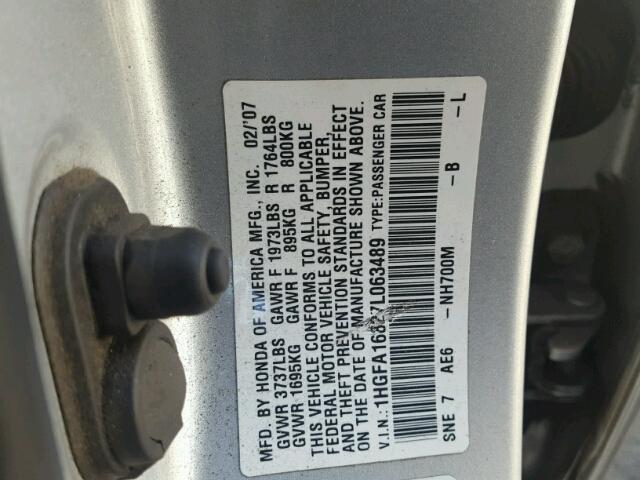 MFD. BY HONDA OF AMERICA MFG., INC. 02/'07
GVWR 3737LBS GAWR F 1973LBS R 1764LBS
GVWR 1695KG GAWR F 895KG R 800KG
THIS VEHICLE CONFORMS TO ALL APPLICABLE
FEDERAL MOTOR VEHICLE SAFETY, BUMPER,
AND THEFT PREVENTION STANDARDS IN EFFECT
ON THE DATE OF MANUFACTURE SHOWN ABOVE.
V.I.N.: TYPE:PASSENGER CAR
SNE 7 AE6 -NH700M -B -L